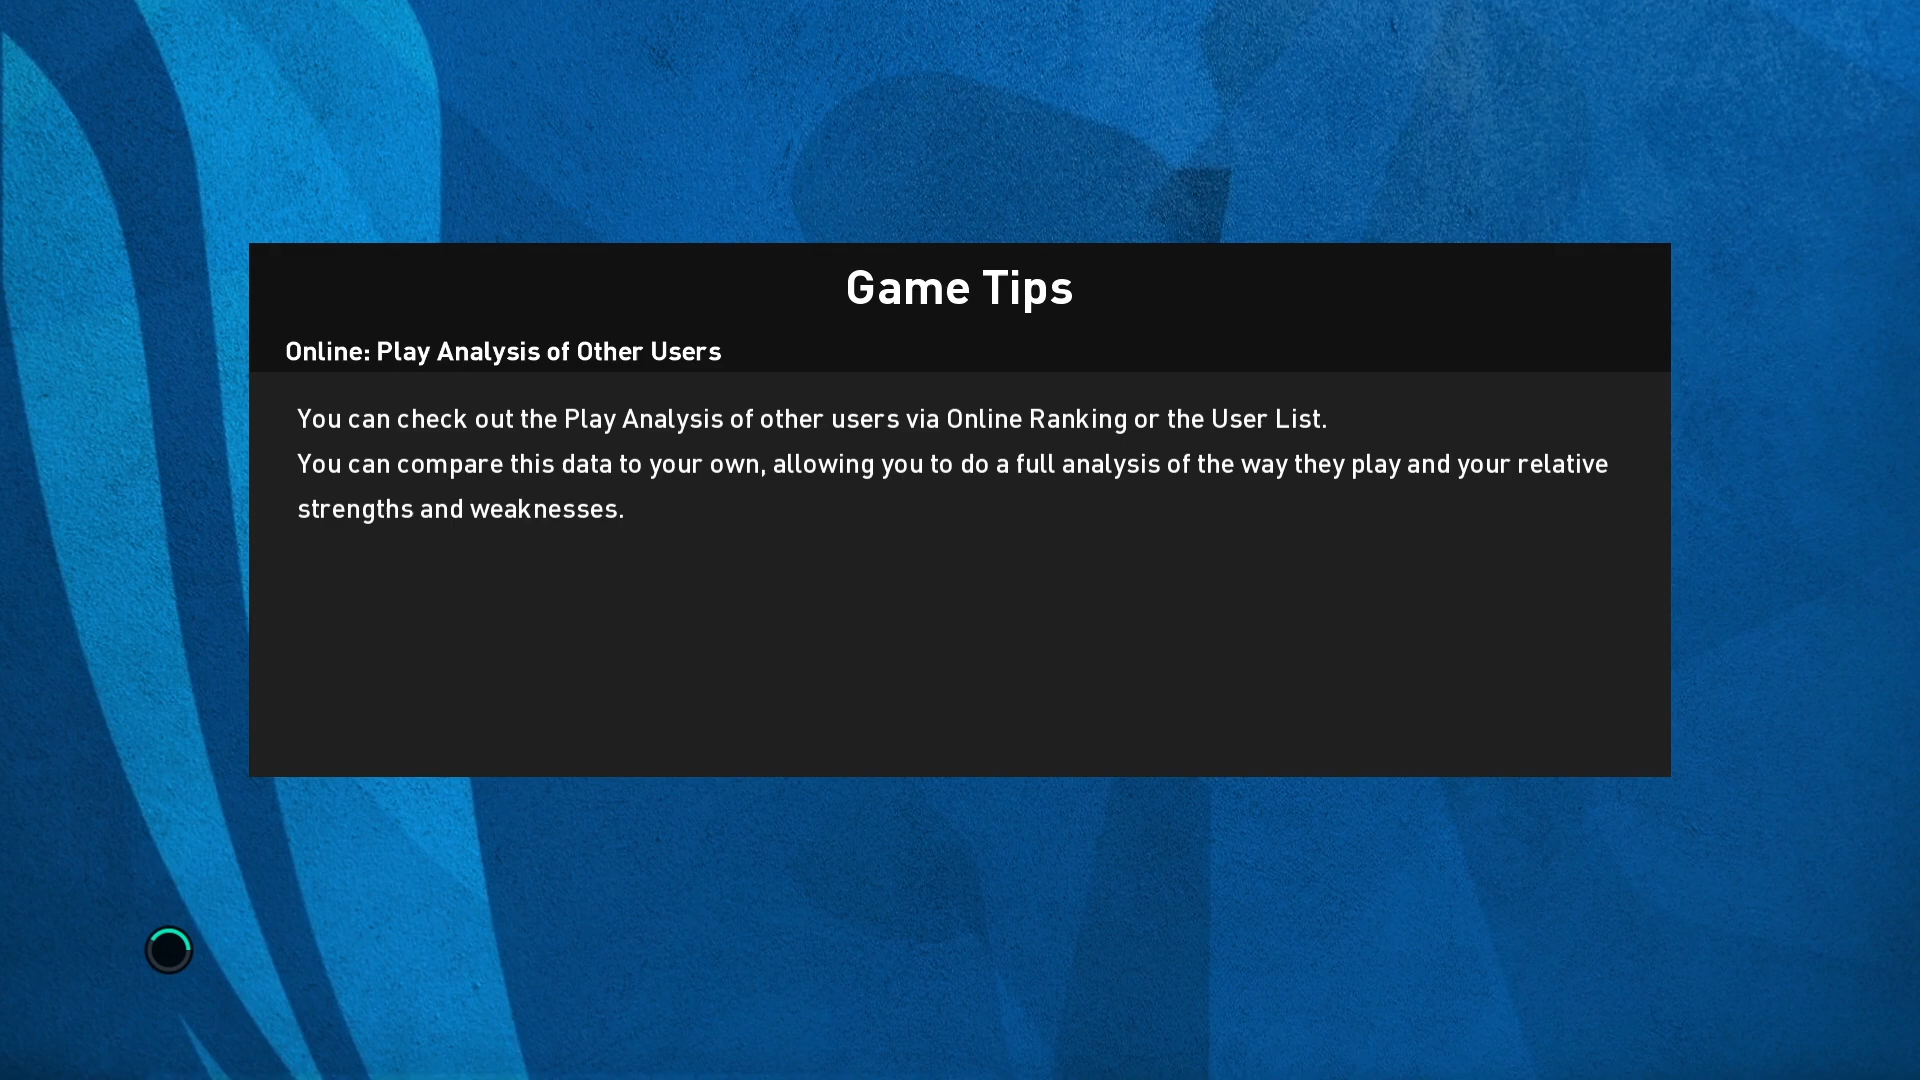 Game Tips
Online: Play Analysis of Other Users
You can check out the Play Analysis of other users via Online Ranking or the User List.
You can compare this data to your own, allowing you to do a full analysis of the way they play and your relative
strengths and weaknesses.